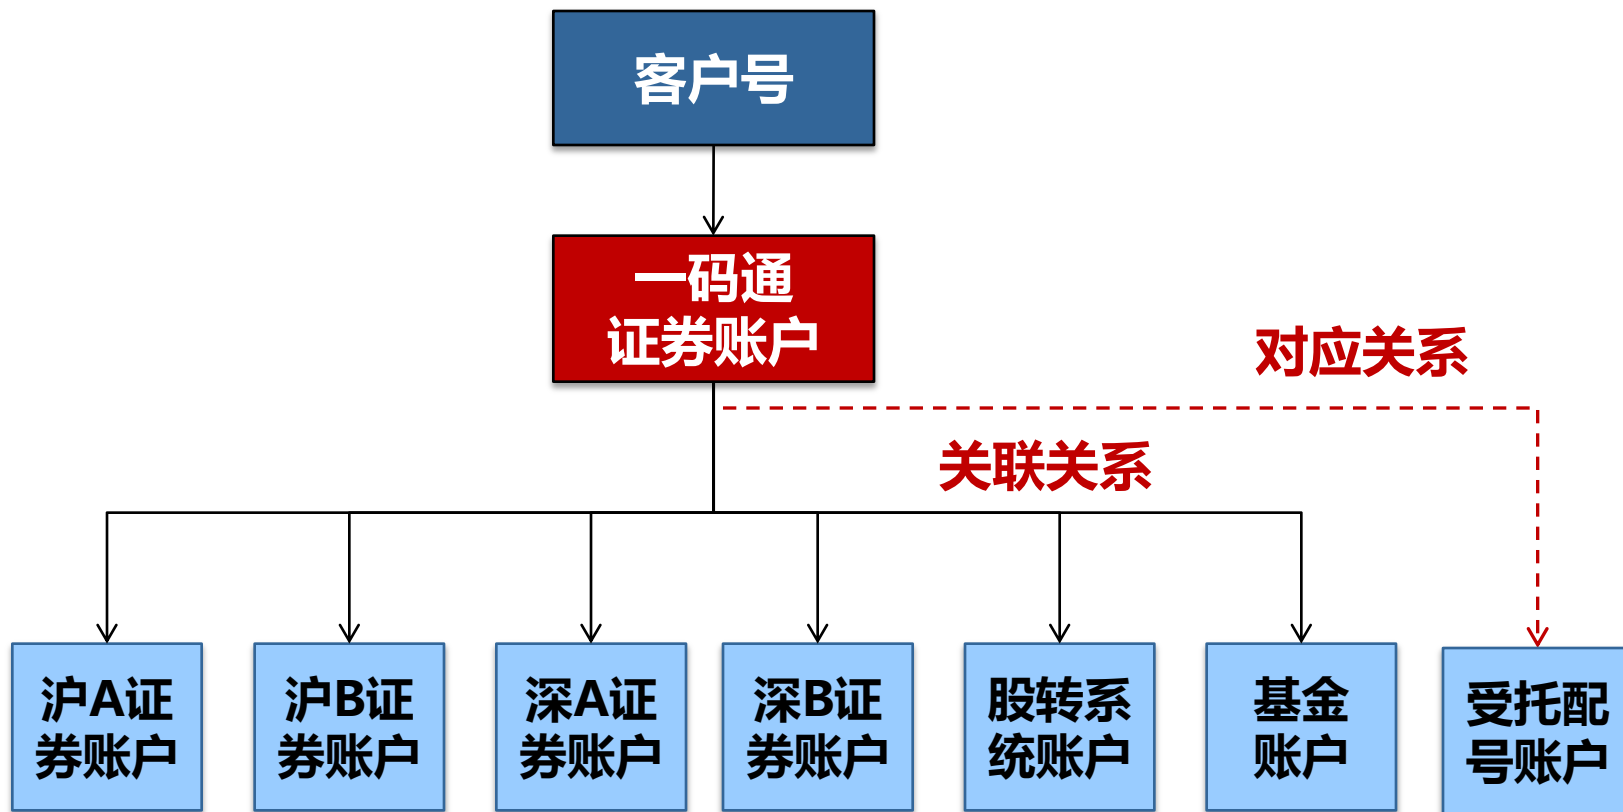 客户号
一码通
证券账户
对应关系
关联关系
沪A证
券账户
沪B证
券账户
深A证
券账户
深B证
券账户
股转系
统账户
基金
账户
受托配
号账户